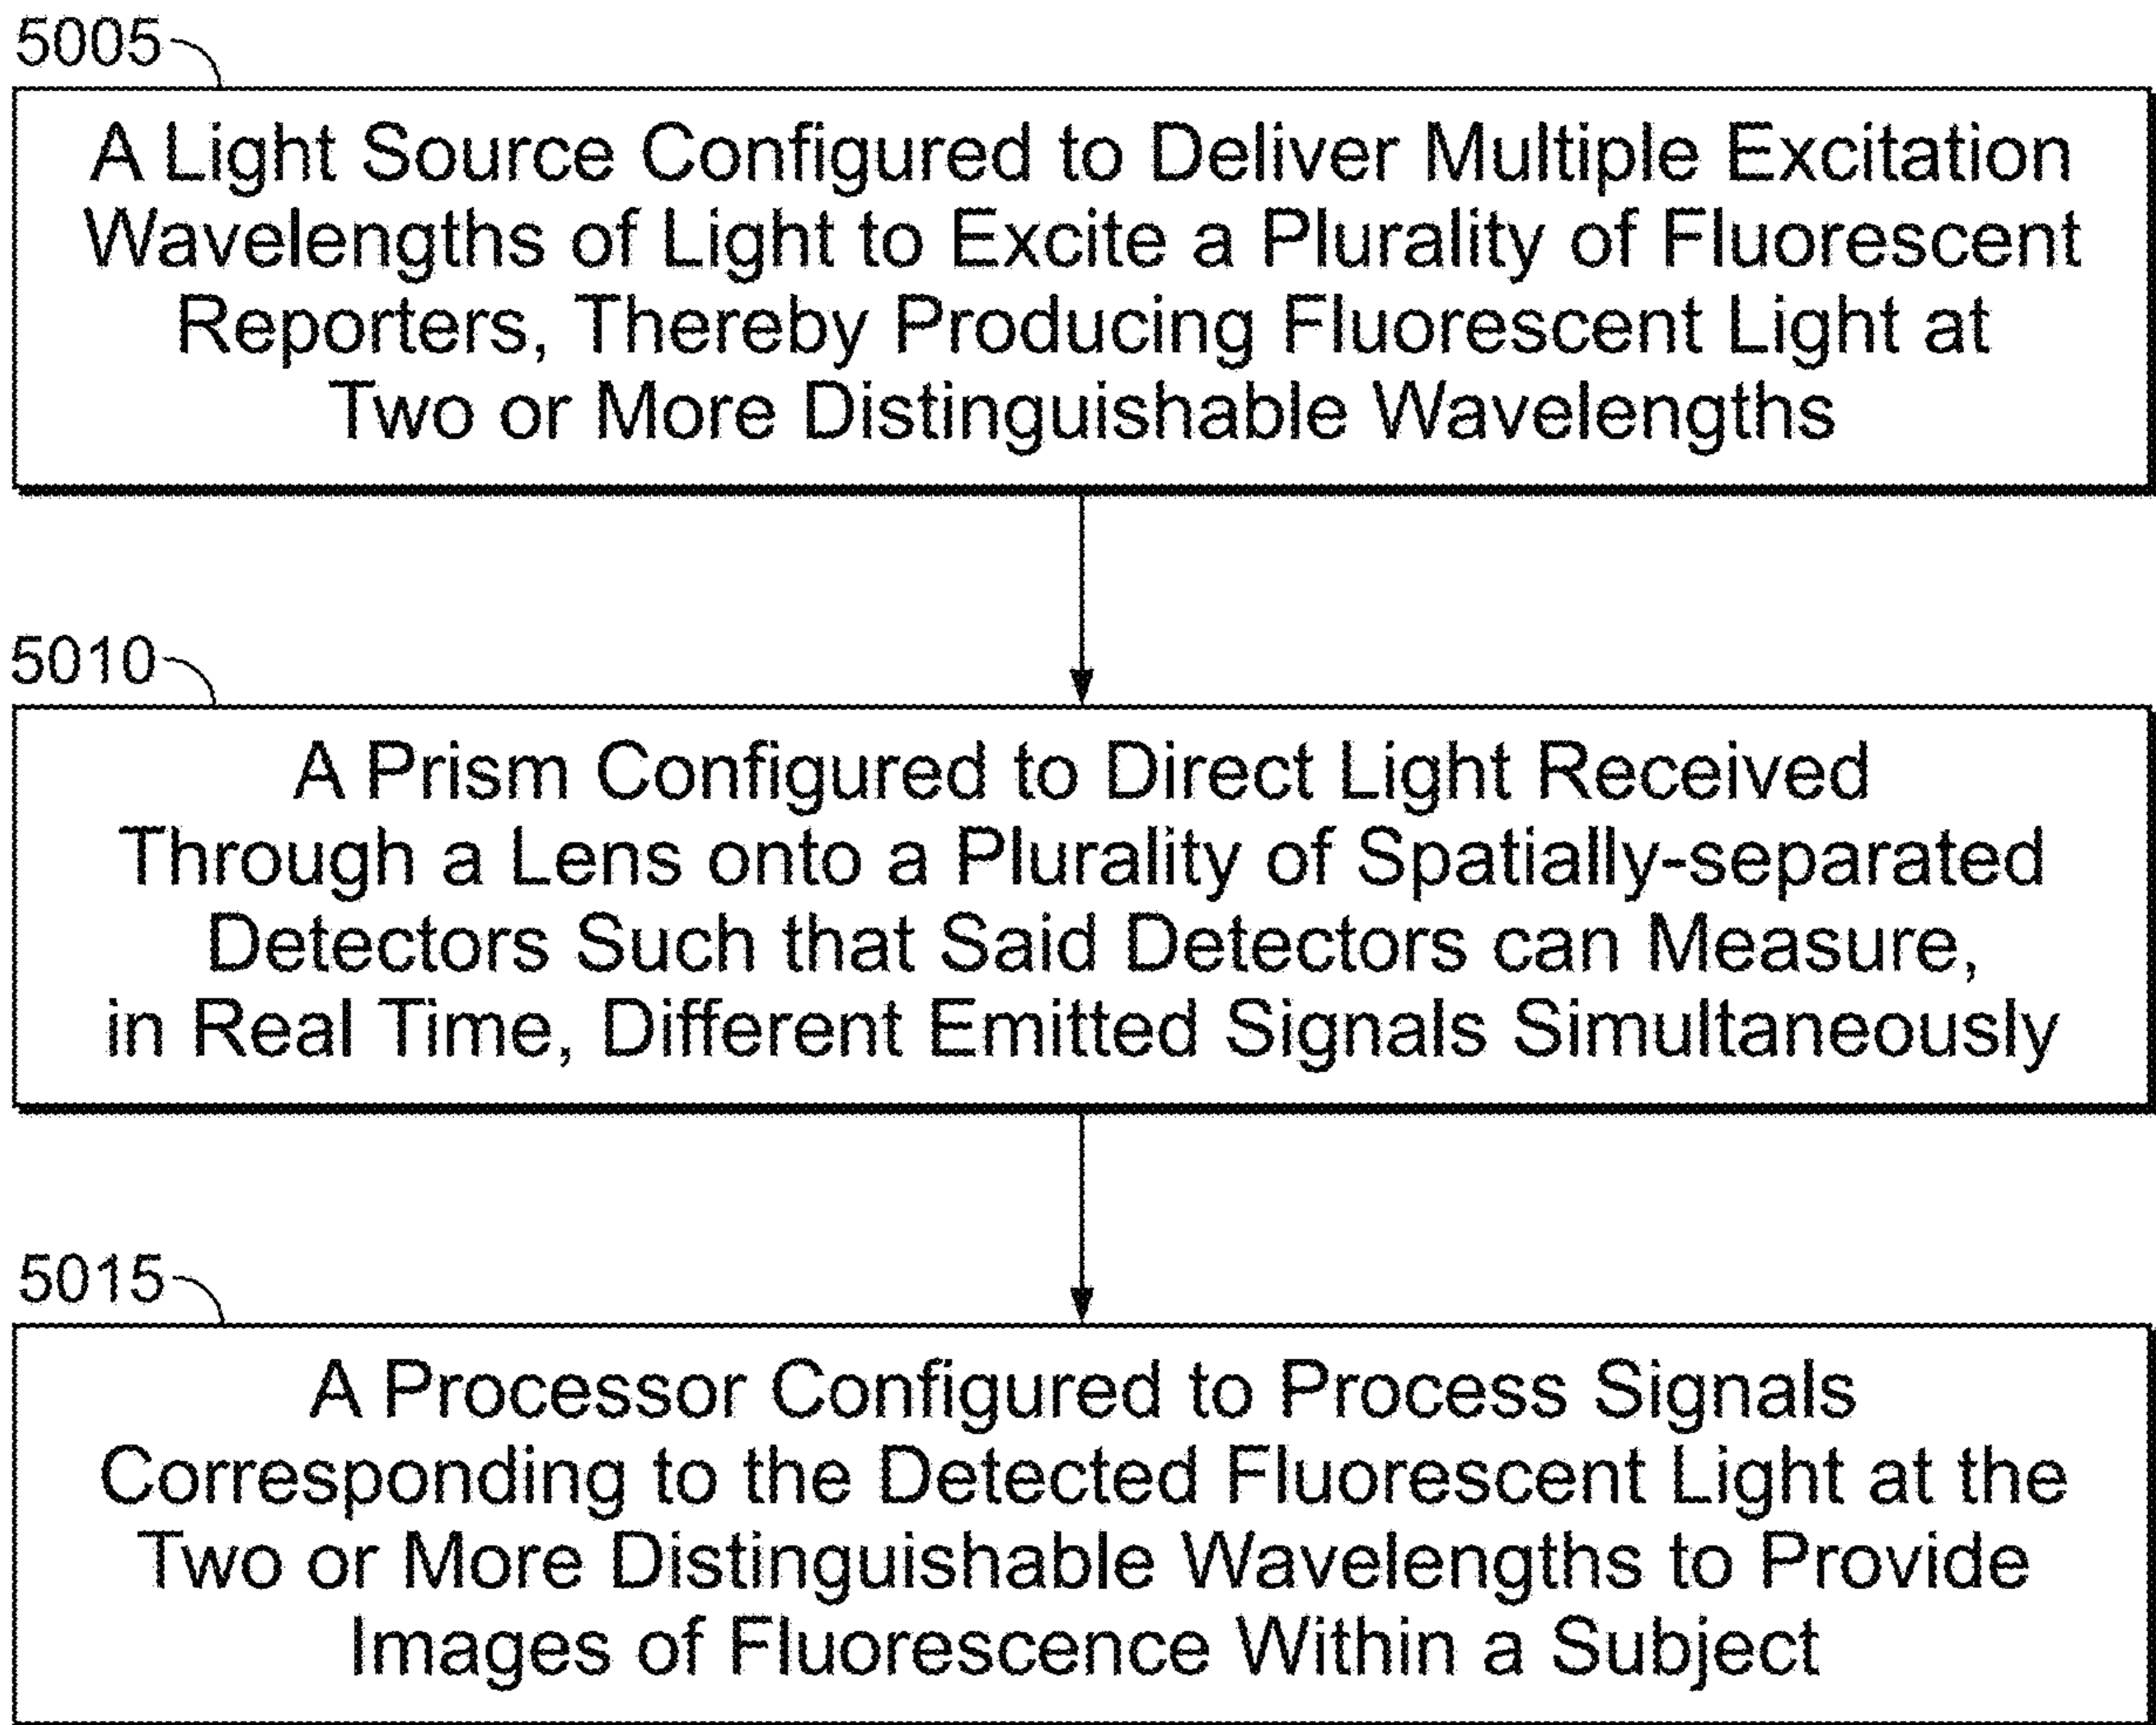 5005
A Light Source Configured to Deliver Multiple Excitation
Wavelengths of Light to Excite a Plurality of Fluorescent
Reporters, Thereby Producing Fluorescent Light at
Two or More Distinguishable Wavelengths
5010
A Prism Configured to Direct Light Received
Through a Lens onto a Plurality of Spatially-separated
Detectors Such that Said Detectors can Measure,
in Real Time, Different Emitted Signals Simultaneously
5015
A Processor Configured to Process Signals
Corresponding to the Detected Fluorescent Light at the
Two or More Distinguishable Wavelengths to Provide
Images of Fluorescence Within a Subject